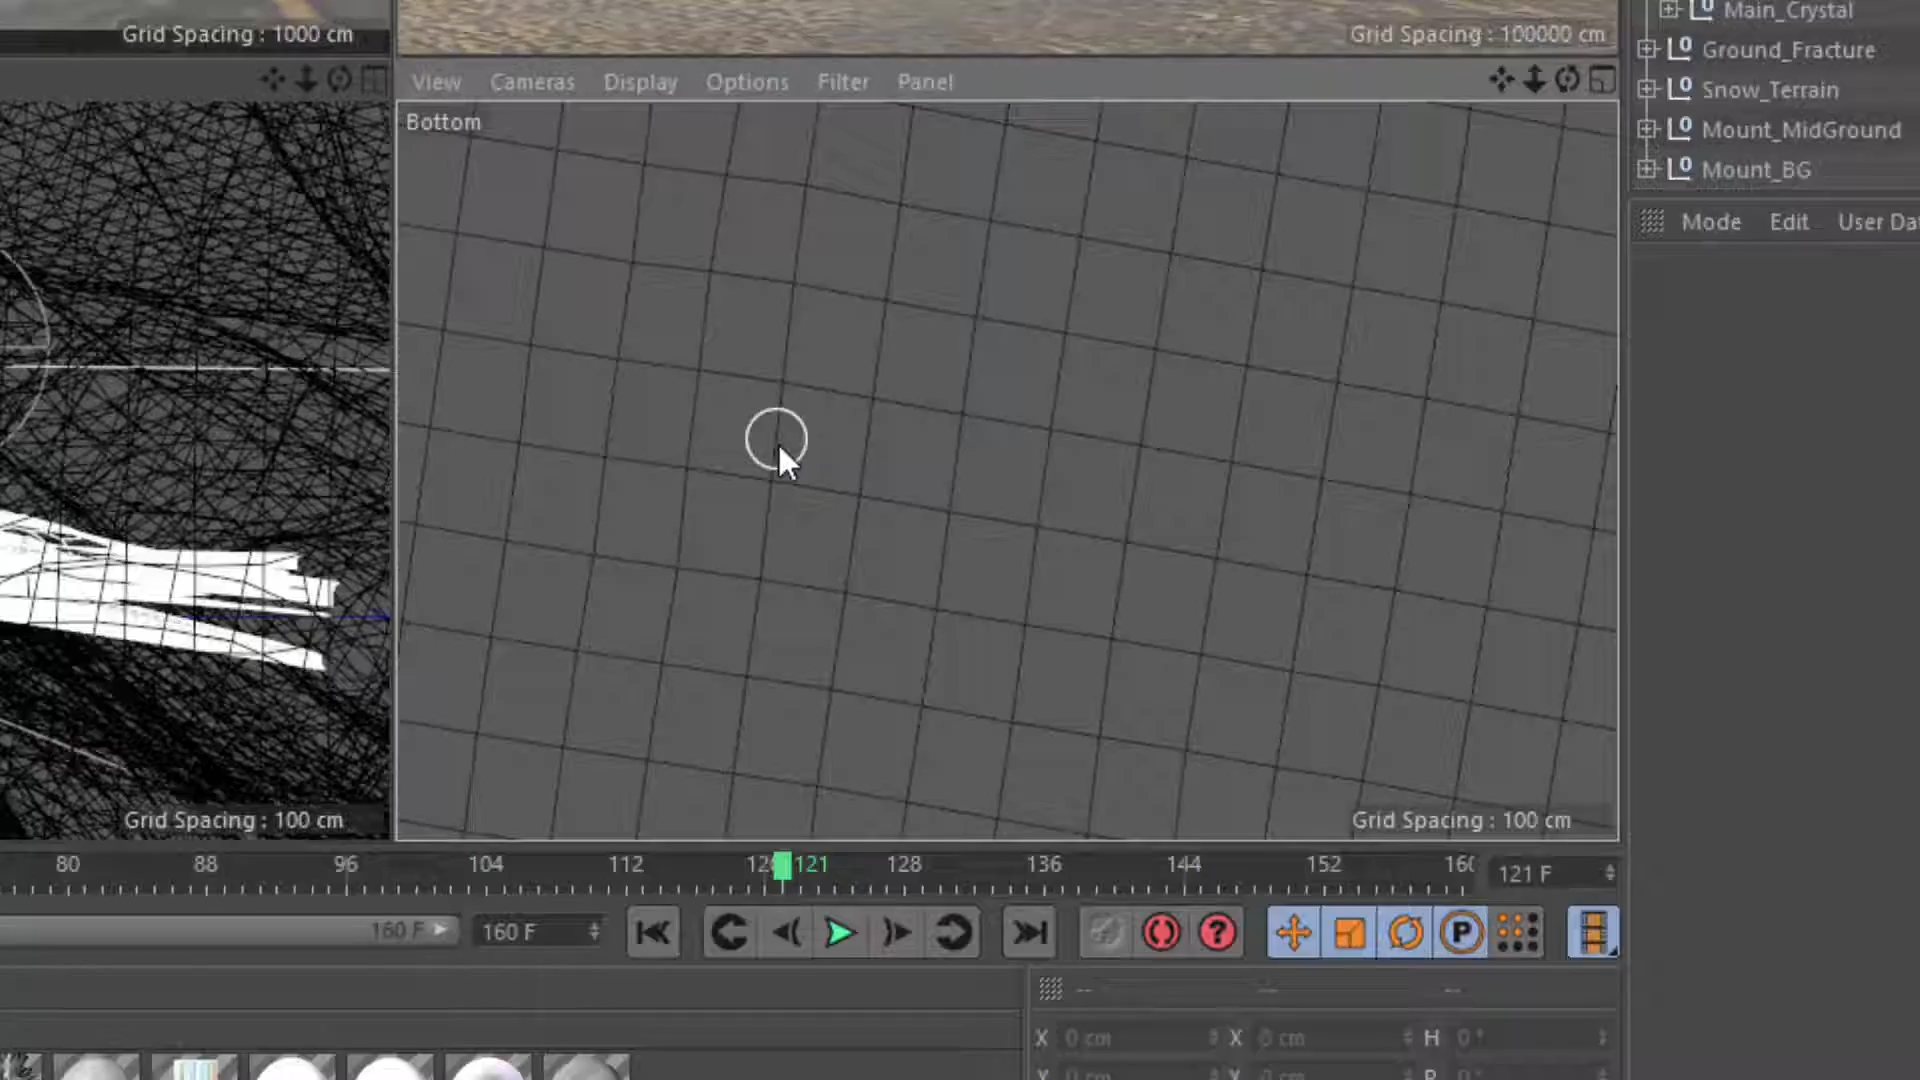 Grid Spacing : 1000 cm
Grid Spacing : 100000 cm
Main_Crystal
Ground_Fracture
Snow_Terrain
Mount_MidGround
Mount_BG
View Cameras Display Options Filter Panel
Bottom
Mode Edit User Da
Grid Spacing : 100 cm
Grid Spacing : 100 cm
80 88 96 104 112 121 128 136 144 152 160
121 F
160 F
160 F
X 0 cm X 0 cm H 0 °